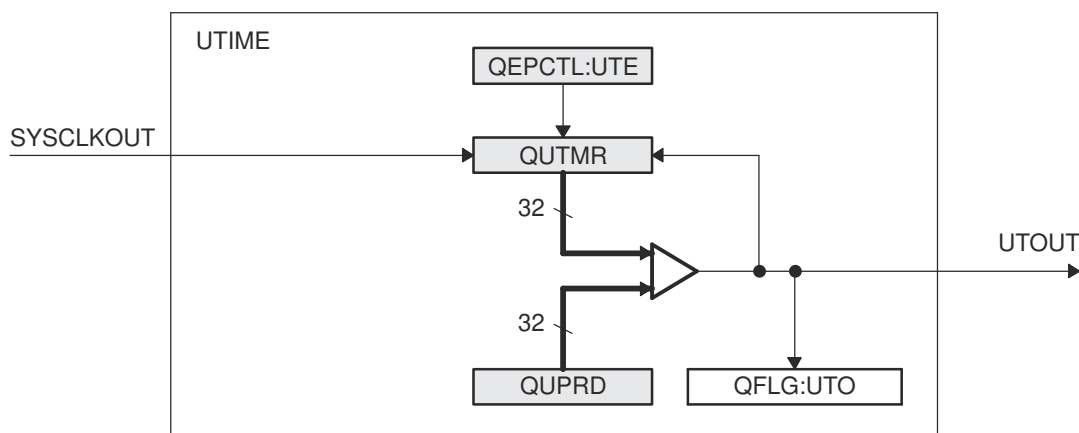 UTIME
QEPCTL:UTE
SYSCLKOUT
QUTMR
32
UTOUT
32
QUPRD
QFLG:UTO